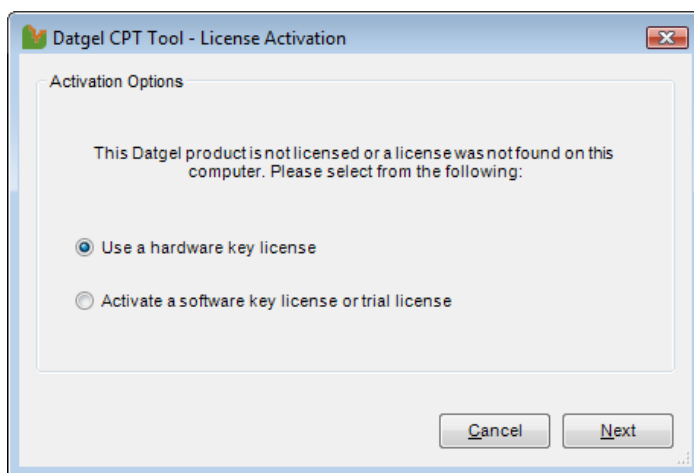 Datgel CPT Tool - License Activation
Activation Options
This Datgel product is not licensed or a license was not found on this
computer. Please select from the following:
Use a hardware key license
Activate a software key license or trial license
Cancel
Next